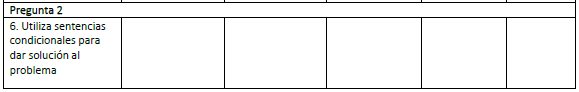 Pregunta 2
6. Utiliza sentencias
condicionales para
dar solución al
problema